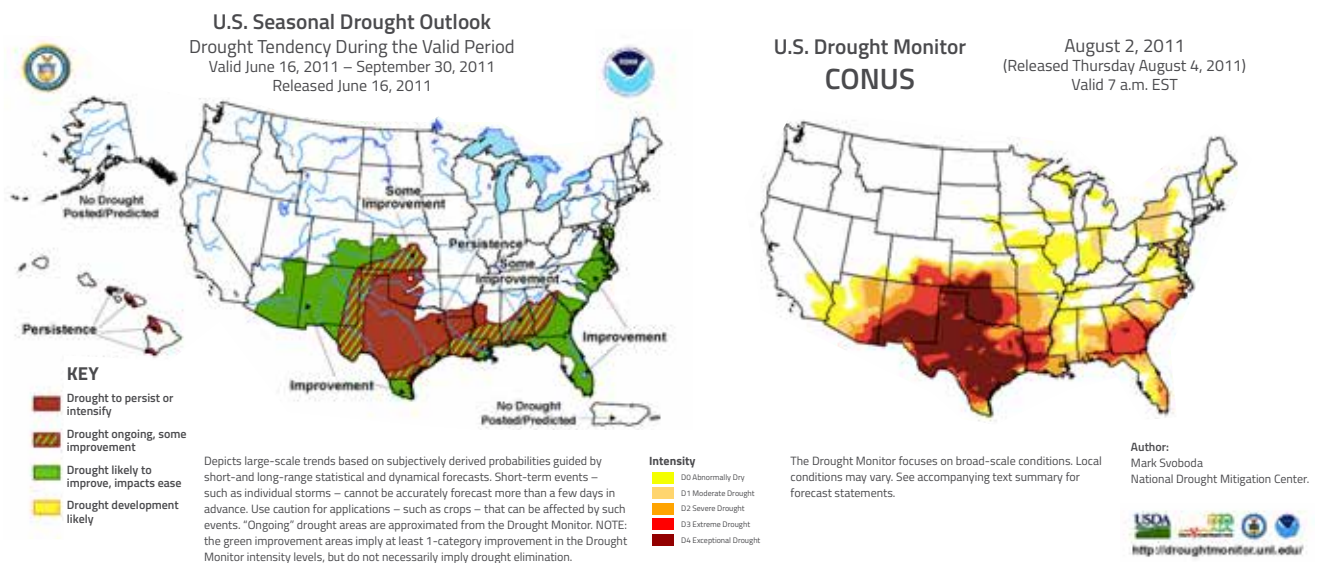 U.S. Seasonal Drought Outlook
Drought Tendency During the Valid Period
Valid June 16, 2011 – September 30, 2011
Released June 16, 2011
No Drought
Posted/Predicted
Some
Improvement
Persistence
Some
Improvement
Persistence
Improvement
Improvement
No Drought
Posted/Predicted
KEY
Drought to persist or
intensify
Drought ongoing, some
improvement
Drought likely to
improve, impacts ease
Drought development
likely
Depicts large-scale trends based on subjectively derived probabilities guided by
short-and long-range statistical and dynamical forecasts. Short-term events –
such as individual storms – cannot be accurately forecast more than a few days in
advance. Use caution for applications – such as crops – that can be affected by such
events. “Ongoing” drought areas are approximated from the Drought Monitor. NOTE:
the green improvement areas imply at least 1-category improvement in the Drought
Monitor intensity levels, but do not necessarily imply drought elimination.
U.S. Drought Monitor
CONUS
August 2, 2011
(Released Thursday August 4, 2011)
Valid 7 a.m. EST
Intensity
D0 Abnormally Dry
D1 Moderate Drought
D2 Severe Drought
D3 Extreme Drought
D4 Exceptional Drought
The Drought Monitor focuses on broad-scale conditions. Local
conditions may vary. See accompanying text summary for
forecast statements.
Author:
Mark Svoboda
National Drought Mitigation Center.
USDA
http://droughtmonitor.unl.edu/